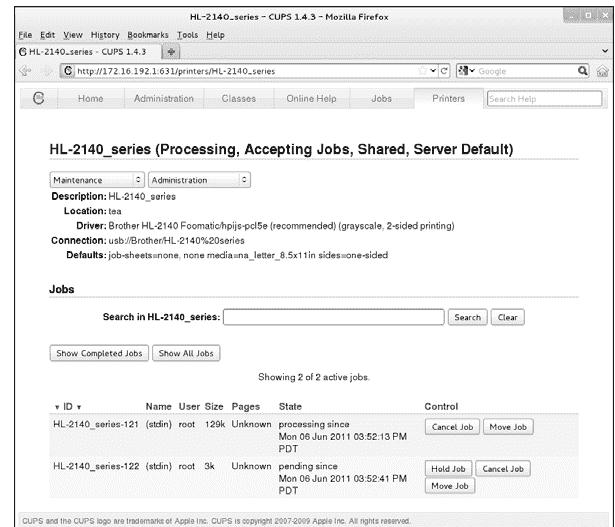 HL-2140_series - CUPS 1.4.3 - Mozilla Firefox
File Edit View History Bookmarks Tools Help
HL-2140_series - CUPS 1.4.3
http://172.16.192.1:631/printers/HL-2140_series
Google
Home Administration Classes Online Help Jobs Printers Search Help
HL-2140_series (Processing, Accepting Jobs, Shared, Server Default)
Maintenance Administration
Description: HL-2140_series
Location: tea
Driver: Brother HL-2140 Foomatic/hpijs-pcl5e (recommended) (grayscale, 2-sided printing)
Connection: usb://Brother/HL-2140%20series
Defaults: job-sheets=none, none media=na_letter_8.5x11in sides=one-sided
Jobs
Search in HL-2140_series: Search Clear
Show Completed Jobs Show All Jobs
Showing 2 of 2 active jobs.
▼ ID ▼ Name User Size Pages State Control
HL-2140_series-121 (stdin) root 129k Unknown processing since Cancel Job Move Job
Mon 06 Jun 2011 03:52:13 PM
PDT
HL-2140_series-122 (stdin) root 3k Unknown pending since Hold Job Cancel Job
Mon 06 Jun 2011 03:52:41 PM Move Job
PDT
CUPS and the CUPS logo are trademarks of Apple Inc. CUPS is copyright 2007-2009 Apple Inc. All rights reserved.